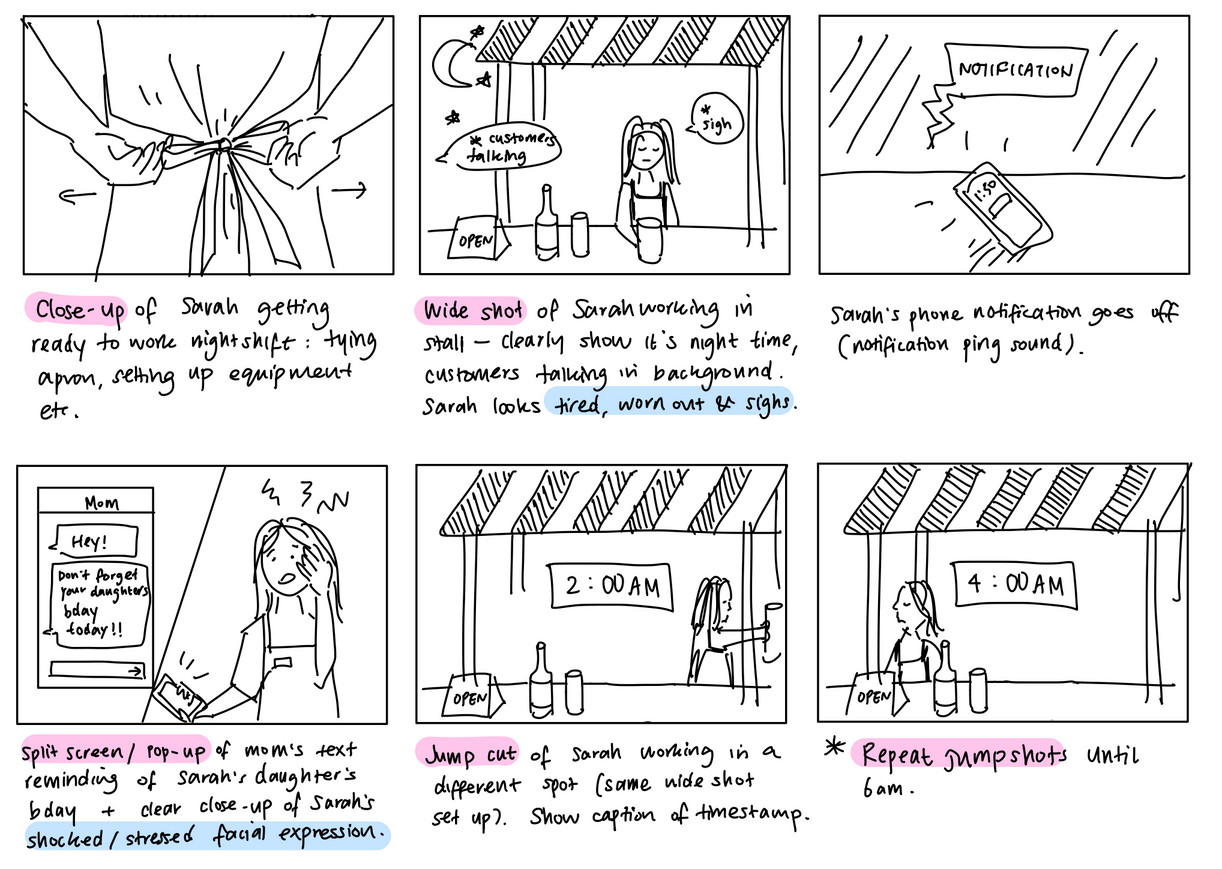 * customers
talking
*
sigh
OPEN
NOTIFICATION
1:50
Close-up of Sarah getting
ready to work nightshift: tying
apron, setting up equipment
etc.
Wide shot of Sarah working in
stall — clearly show it's night time,
customers talking in background.
Sarah looks tired, worn out & sighs.
Sarah's phone notification goes off
(notification ping sound).
Mom
Hey!
Don't forget
your daughters
bday
today!!
2:00 AM
OPEN
4:00 AM
OPEN
Split screen/ pop-up of mom's text
reminding of Sarah's daughter's
bday + clear close-up of Sarah's
shocked/stressed facial expression.
Jump cut of Sarah working in a
different spot (same wide shot
set up). Show caption of timestamp.
* Repeat jumpshots until
6am.